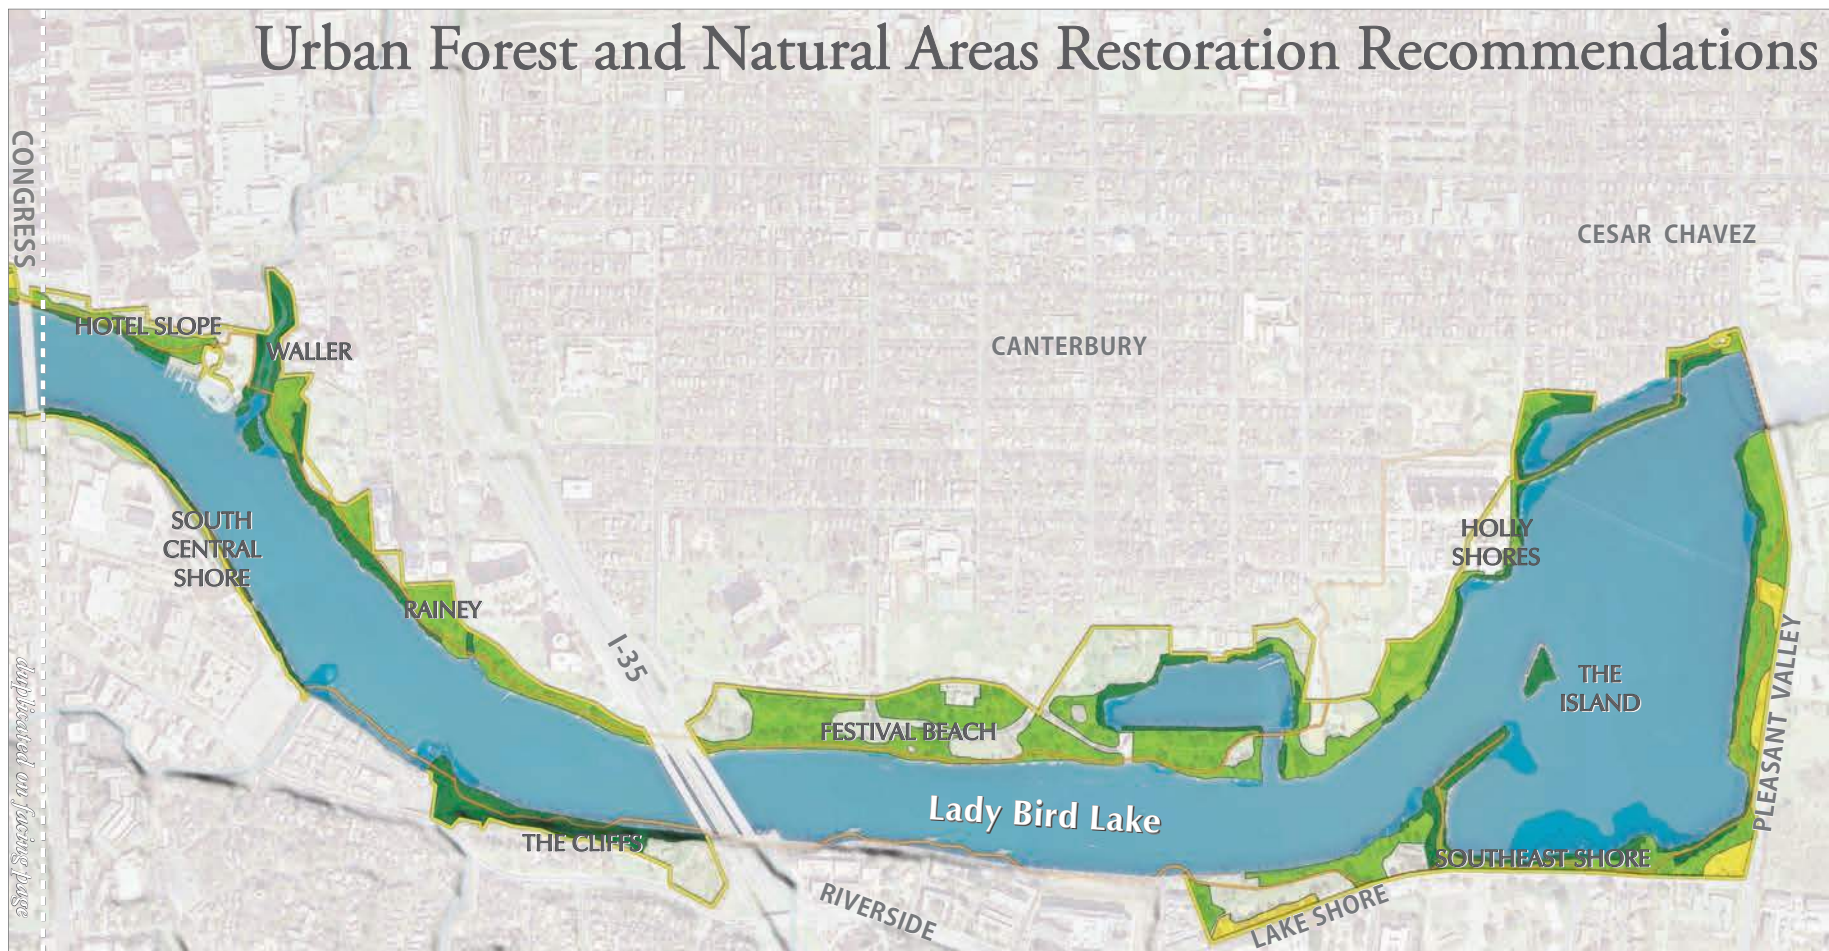 Urban Forest and Natural Areas Restoration Recommendations
CONGRESS
CESAR CHAVEZ
HOTEL SLOPE
WALLER
CANTERBURY
SOUTH
CENTRAL
SHORE
HOLLY
SHORES
RAINEY
I-35
THE
ISLAND
FESTIVAL BEACH
PLEASANT VALLEY
Lady Bird Lake
THE CLIFFS
SOUTHEAST SHORE
RIVERSIDE
LAKE SHORE
duplicated on facing page